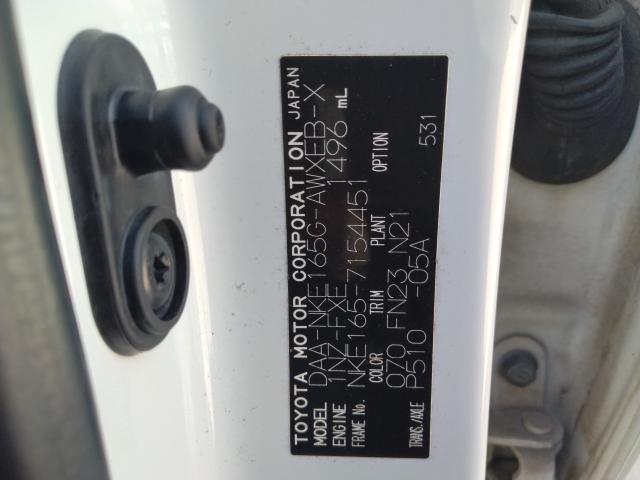 TOYOTA MOTOR CORPORATION JAPAN
MODEL DAA-NKE165G-AWXEB-X
ENGINE 1NZ-FXE 1496 mL
FRAME No. NKE165-7154451
COLOR TRIM PLANT OPTION
070 FN23 N21
TRANS./AXLE P510 -05A 531